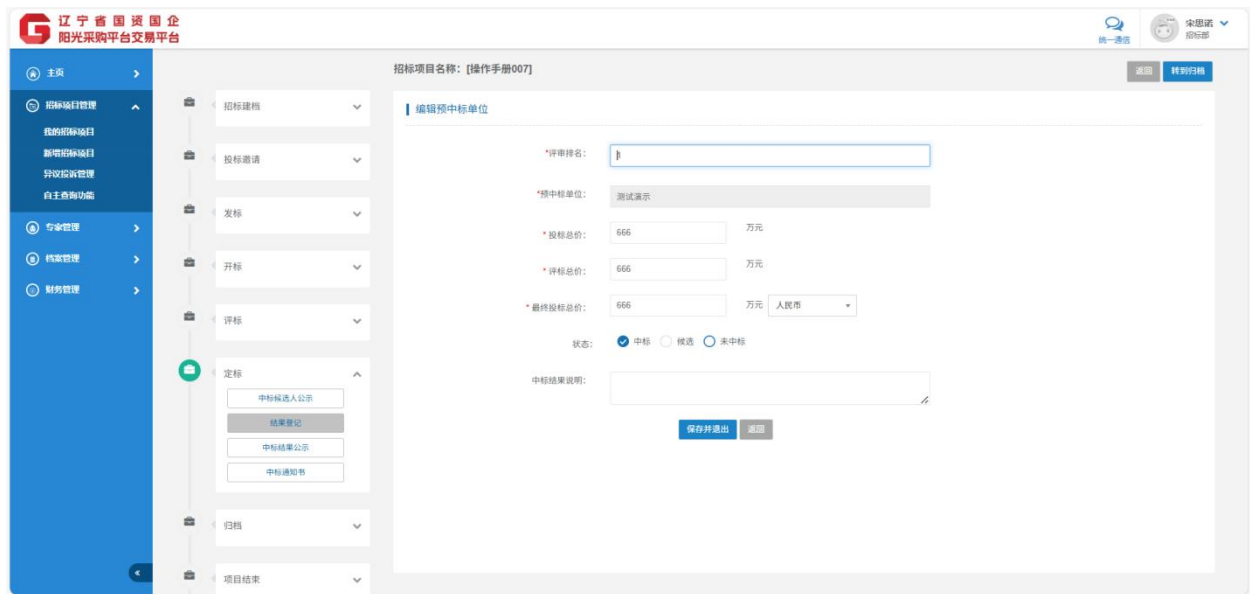 辽宁省国资国企
阳光采购平台交易平台
统一通信
宋思诺
招标部
主页
招标项目管理
我的招标项目
新增招标项目
异议投诉管理
自主查询功能
专家管理
档案管理
财务管理
招标建档
投标邀请
发标
开标
评标
定标
中标候选人公示
结果登记
中标结果公示
中标通知书
归档
项目结束
招标项目名称：[操作手册007]
返回 转到归档
编辑预中标单位
*评审排名：
*预中标单位： 测试演示
*投标总价： 666 万元
*评标总价： 666 万元
*最终投标总价： 666 万元 人民币
状态： 中标 候选 未中标
中标结果说明：
保存并退出 返回